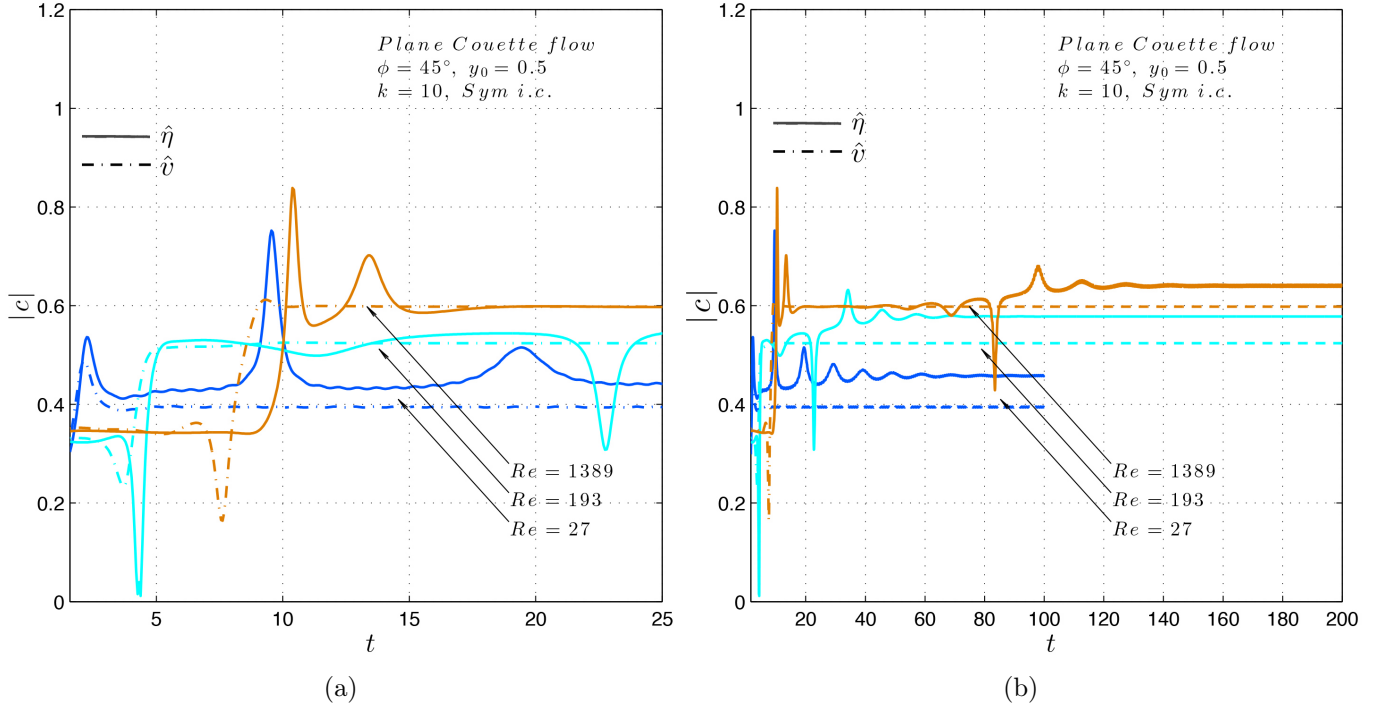 1.2
1
0.8
0.6
0.4
0.2
0
5
10
15
20
25
|c|
t
Plane Couette flow
ϕ = 45°, y₀ = 0.5
k = 10, Sym i.c.
η̂
v̂
Re = 1389
Re = 193
Re = 27
(a)
1.2
1
0.8
0.6
0.4
0.2
0
20
40
60
80
100
120
140
160
180
200
|c|
t
Plane Couette flow
ϕ = 45°, y₀ = 0.5
k = 10, Sym i.c.
η̂
v̂
Re = 1389
Re = 193
Re = 27
(b)